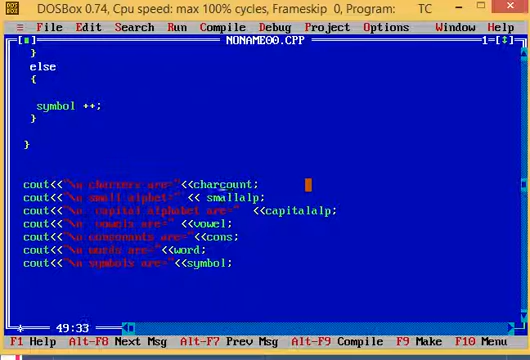 DOSBox 0.74, Cpu speed: max 100% cycles, Frameskip 0, Program: TC
≡ File Edit Search Run Compile Debug Project Options Window Help
[■] NONAME00.CPP 1=[↕]
}
else
{
symbol ++;
}
}
cout<<"\n charcters are="<<charcount;
cout<<"\n small alphbet=" << smallalp;
cout<<"\n capital alphabet are=" <<capitalalp;
cout<<"\n vowels are="<<vowel;
cout<<"\n are="<<cons;
cout<<"\n words are="<<word;
cout<<"\n symbols are="<<symbol;
49:33
F1 Help Alt-F8 Next Msg Alt-F7 Prev Msg Alt-F9 Compile F9 Make F10 Menu